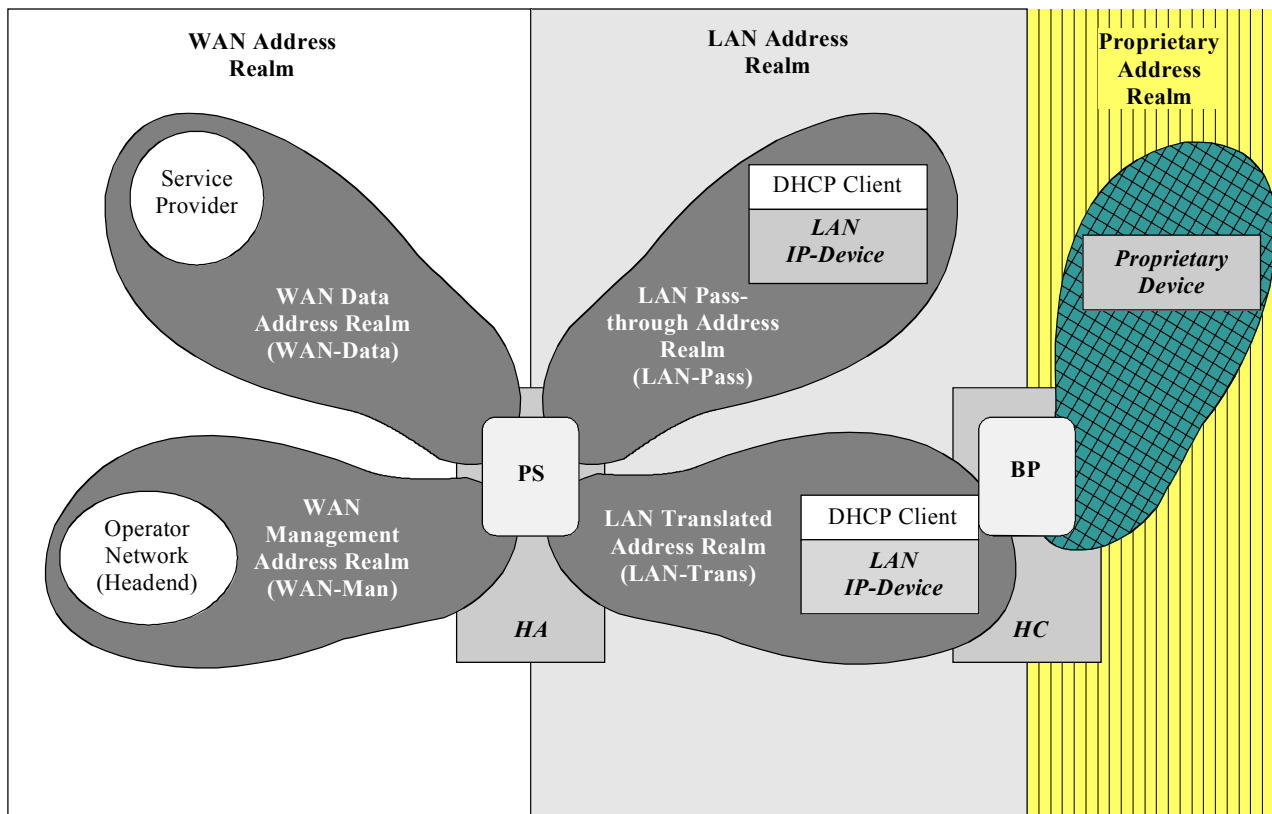 WAN Address
Realm
LAN Address
Realm
Proprietary
Address
Realm
Service
Provider
DHCP Client
LAN
IP-Device
Proprietary
Device
WAN Data
Address Realm
(WAN-Data)
LAN Pass-
through Address
Realm
(LAN-Pass)
PS
BP
Operator
Network
(Headend)
WAN
Management
Address Realm
(WAN-Man)
LAN Translated
Address Realm
(LAN-Trans)
DHCP Client
LAN
IP-Device
HA
HC